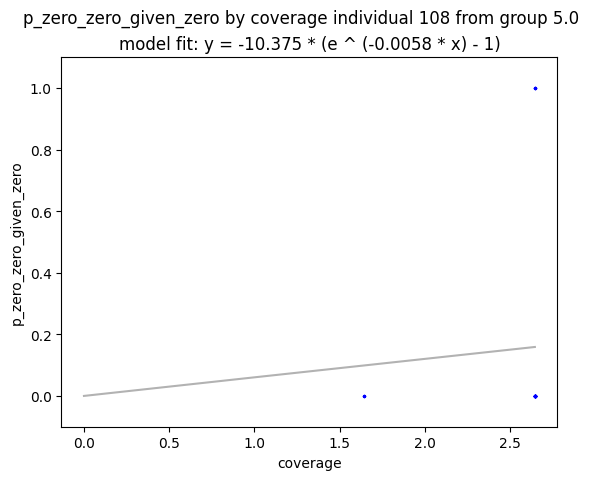 p_zero_zero_given_zero by coverage individual 108 from group 5.0
model fit: y = -10.375 * (e ^ (-0.0058 * x) - 1)
1.0
0.8
0.6
0.4
0.2
0.0
p_zero_zero_given_zero
0.0 0.5 1.0 1.5 2.0 2.5
coverage